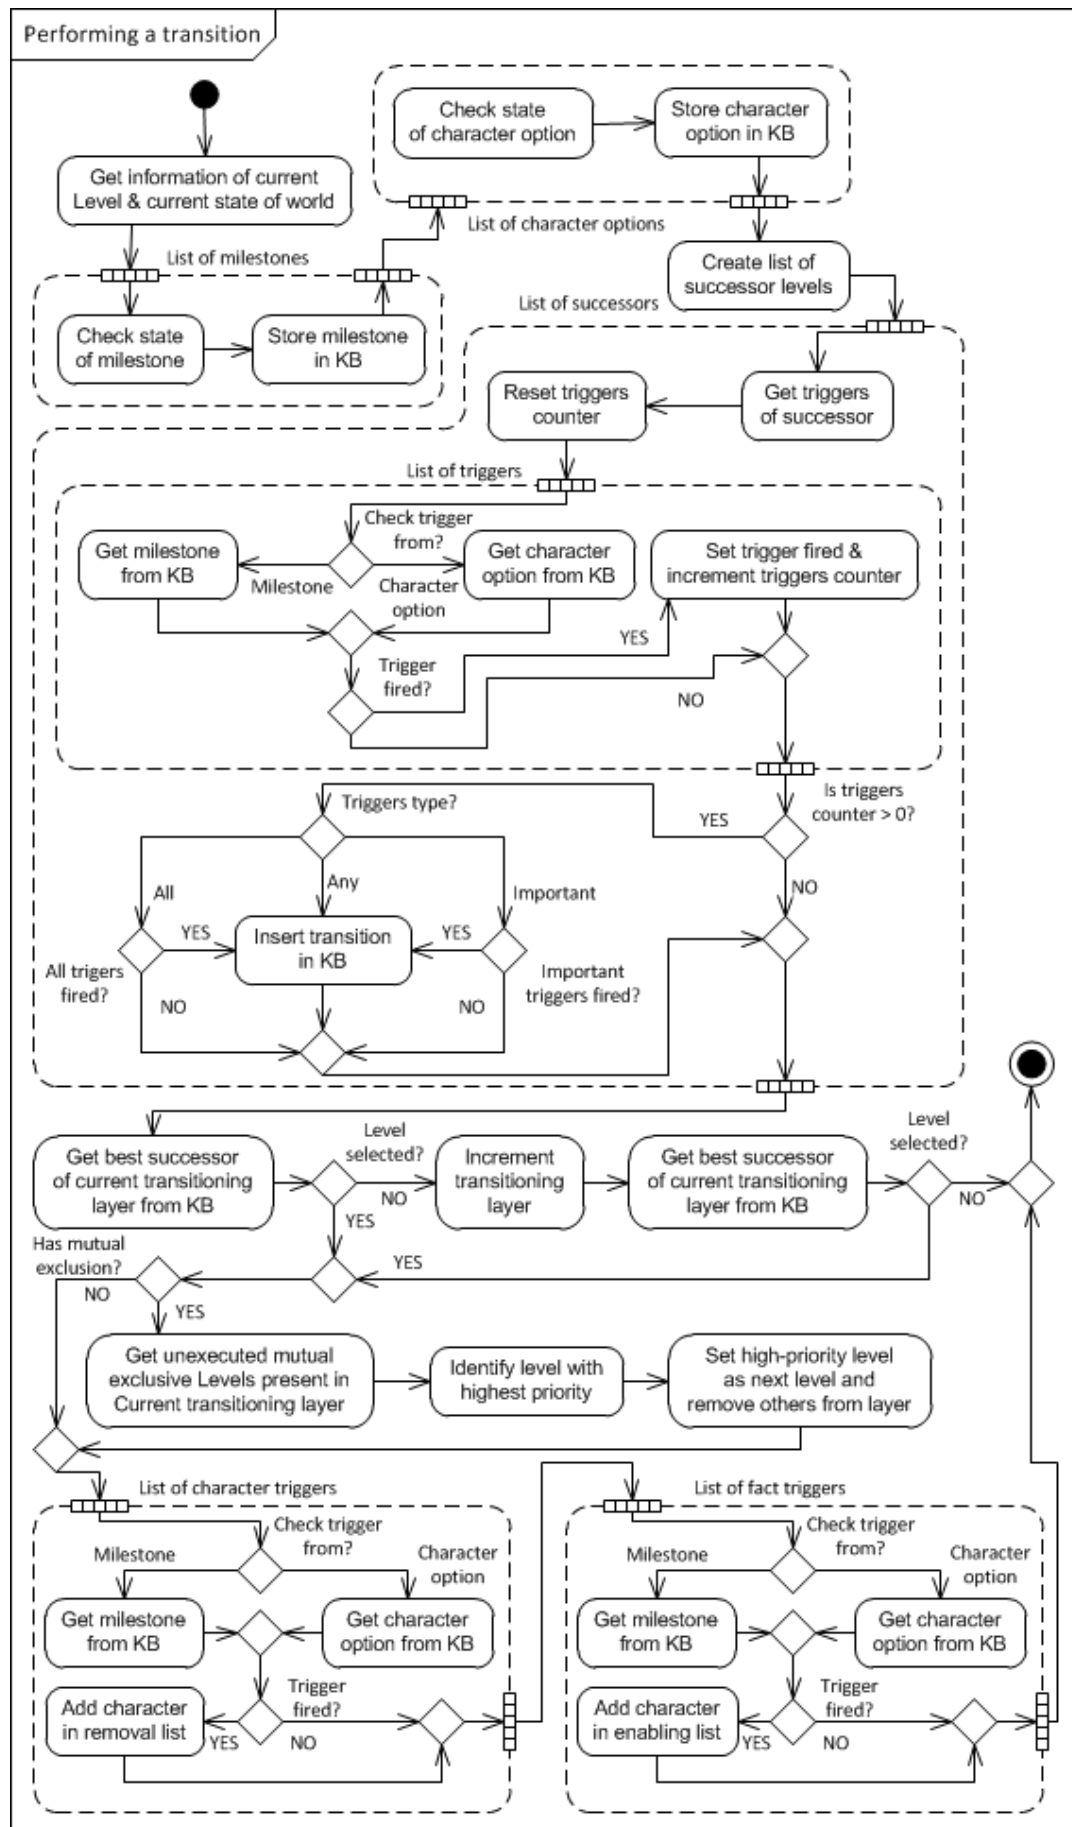 Performing a transition
Check state
of character option
Store character
option in KB
Get information of current
Level & current state of world
List of character options
List of milestones
Create list of
successor levels
List of successors
Check state
of milestone
Store milestone
in KB
Reset triggers
counter
Get triggers
of successor
List of triggers
Check trigger
from?
Get milestone
from KB
Get character
option from KB
Set trigger fired &
increment triggers counter
Milestone
Character
option
YES
Trigger
fired?
NO
Is triggers
counter > 0?
Triggers type?
YES
All
Any
Important
NO
YES
Insert transition
in KB
YES
All trigers
fired?
Important
triggers fired?
NO
NO
Level
selected?
Level
selected?
Get best successor
of current transitioning
layer from KB
Increment
transitioning
layer
Get best successor
of current transitioning
layer from KB
NO
NO
YES
Has mutual
exclusion?
YES
NO
YES
Get unexecuted mutual
exclusive Levels present in
Current transitioning layer
Identify level with
highest priority
Set high-priority level
as next level and
remove others from layer
List of character triggers
List of fact triggers
Check trigger
from?
Milestone
Character
option
Get milestone
from KB
Get character
option from KB
Trigger
fired?
Add character
in removal list
YES
NO
Check trigger
from?
Milestone
Character
option
Get milestone
from KB
Get character
option from KB
Trigger
fired?
Add character
in enabling list
YES
NO